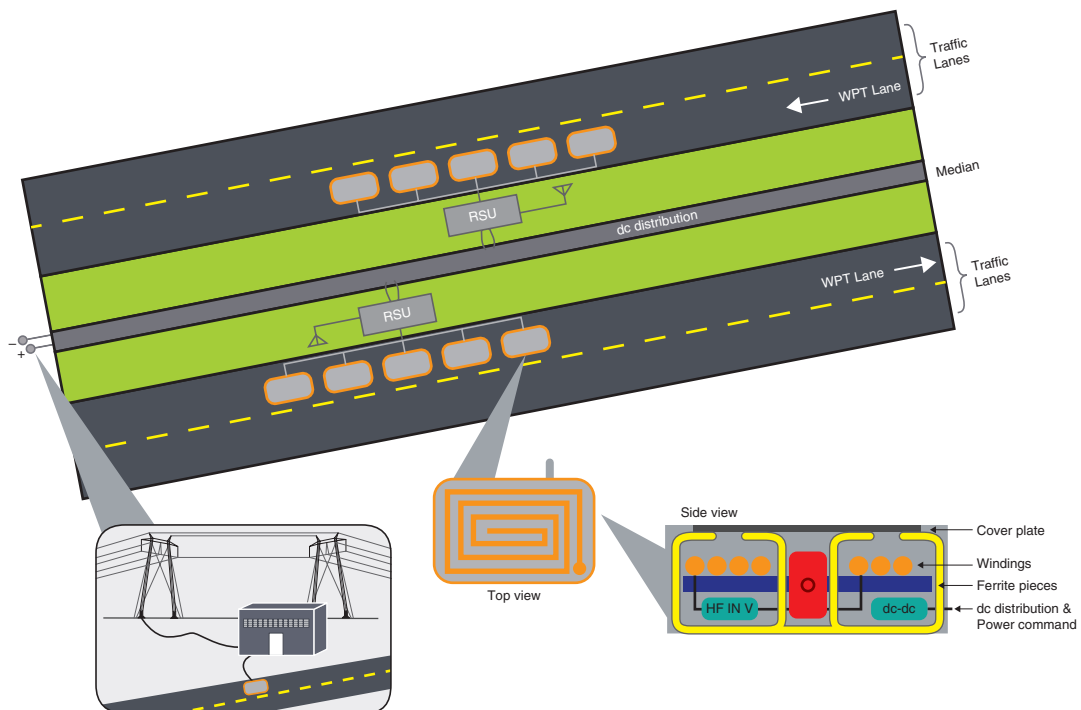 Traffic
Lanes
WPT Lane
Median
RSU
dc distribution
Traffic
Lanes
WPT Lane
RSU
–
+
Side view
Cover plate
Windings
Ferrite pieces
HF IN V
dc-dc
dc distribution &
Power command
Top view